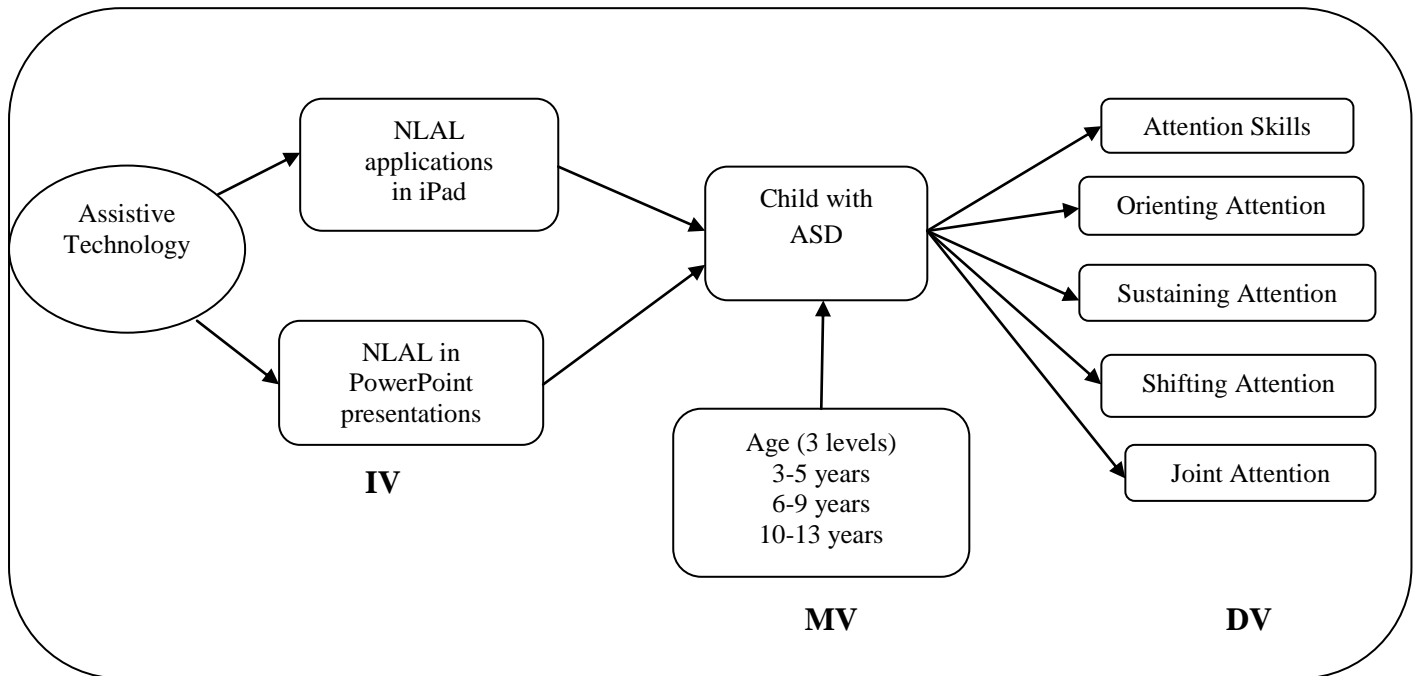 Assistive
Technology
NLAL
applications
in iPad
NLAL in
PowerPoint
presentations
IV
Child with
ASD
Age (3 levels)
3-5 years
6-9 years
10-13 years
MV
Attention Skills
Orienting Attention
Sustaining Attention
Shifting Attention
Joint Attention
DV